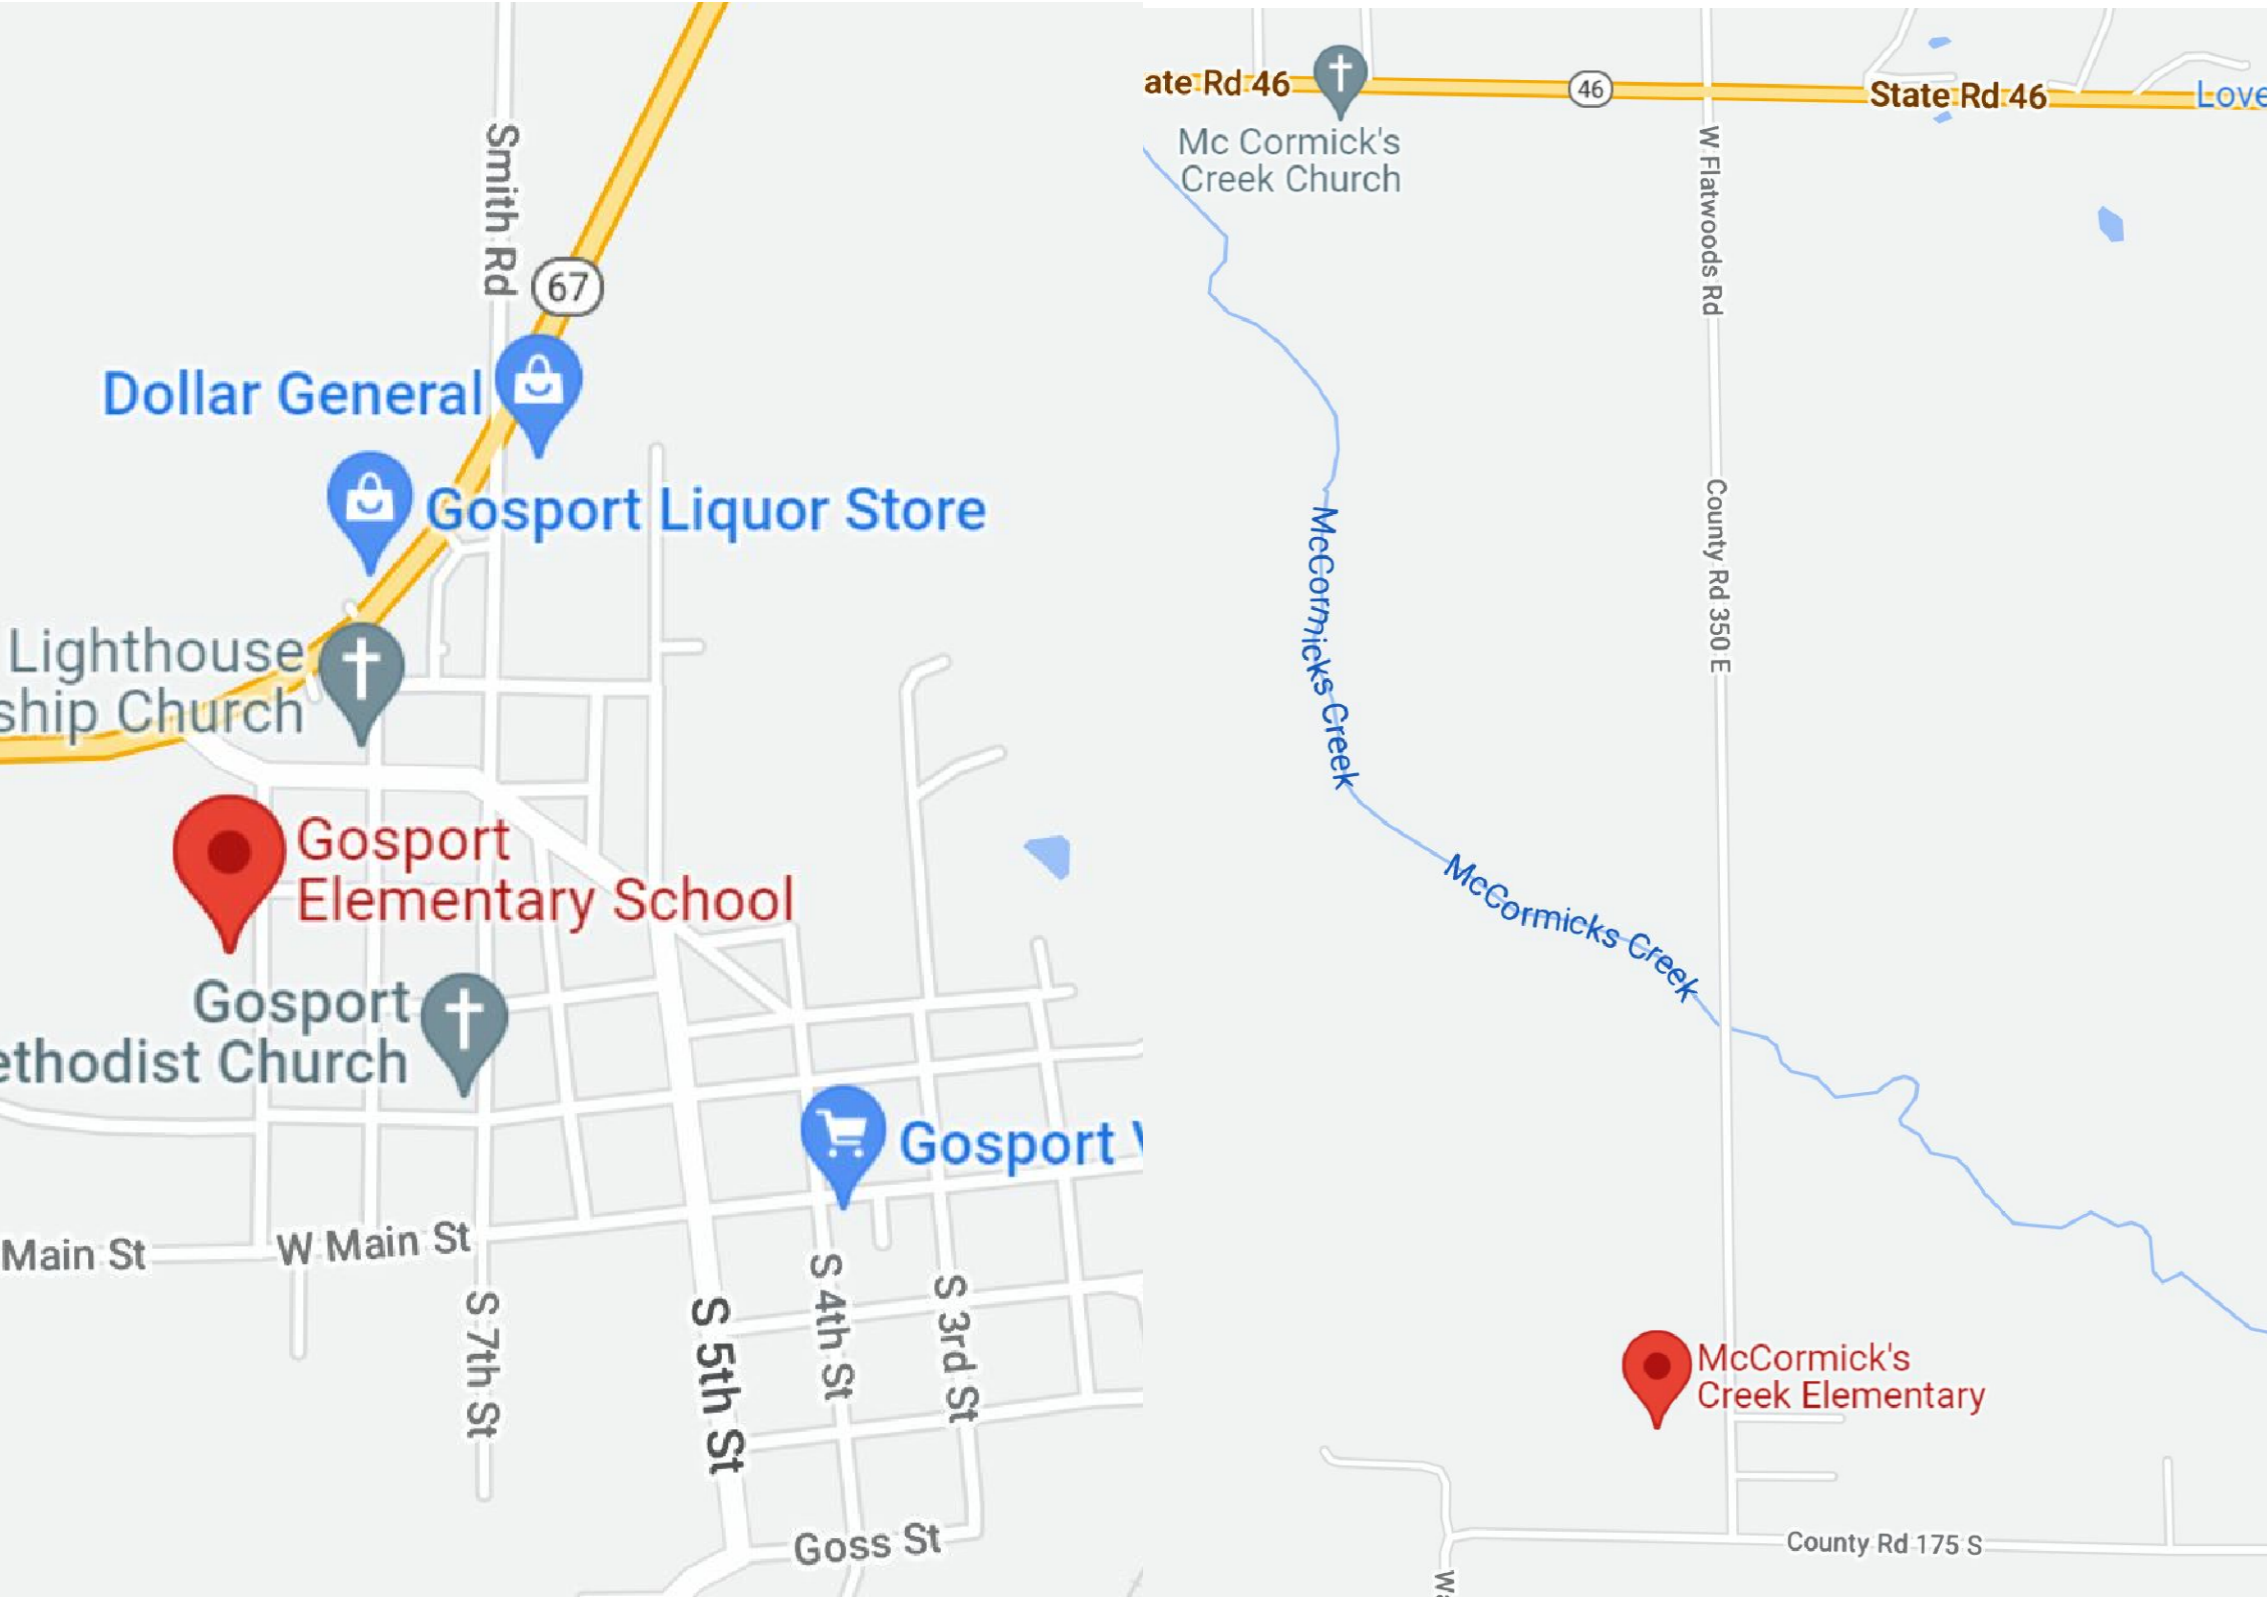 Smith Rd
67
Dollar General
Gosport Liquor Store
Lighthouse
ship Church
Gosport
Elementary School
Gosport
ethodist Church
Gosport
Main St
W Main St
S 7th St
S 5th St
S 4th St
S 3rd St
Goss St
ate Rd 46
46
State Rd 46
Love
Mc Cormick's
Creek Church
W Flatwoods Rd
County Rd 350 E
McCormicks Creek
McCormicks Creek
McCormick's
Creek Elementary
County Rd 175 S